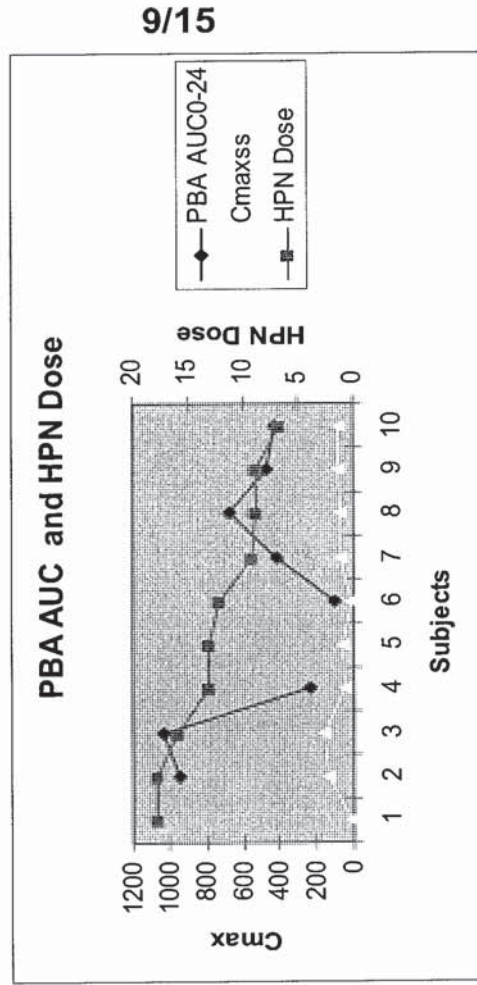 9/15
PBA AUC and HPN Dose
Cmax
1200
1000
800
600
400
200
0
HPN Dose
20
15
10
5
0
1 2 3 4 5 6 7 8 9 10
Subjects
PBA AUC0-24
Cmaxss
HPN Dose